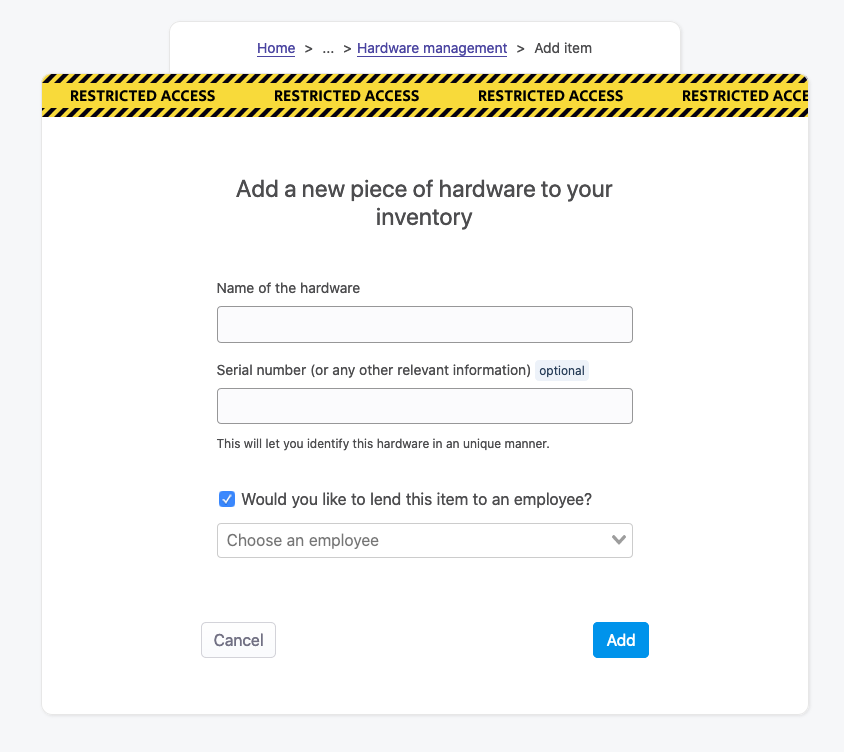 Home > ... > Hardware management > Add item
RESTRICTED ACCESS RESTRICTED ACCESS RESTRICTED ACCESS RESTRICTED ACCE
Add a new piece of hardware to your
inventory
Name of the hardware
Serial number (or any other relevant information) optional
This will let you identify this hardware in an unique manner.
Would you like to lend this item to an employee?
Choose an employee
Cancel Add